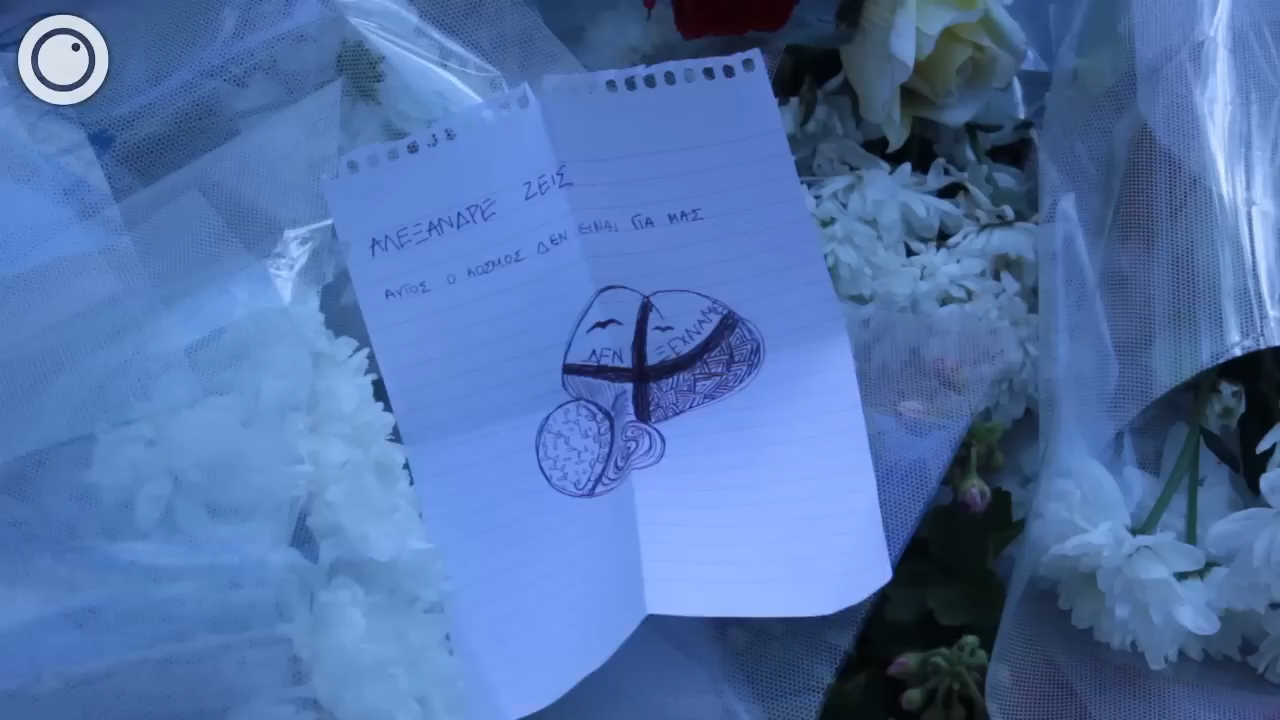 ΑΛΕΞΑΝΔΡΕ ΖΕΙΣ
ΑΥΤΟΣ Ο ΚΟΣΜΟΣ ΔΕΝ ΕΙΝΑΙ ΓΙΑ ΜΑΣ
ΔΕΝ ΞΕΧΝΑΜΕ